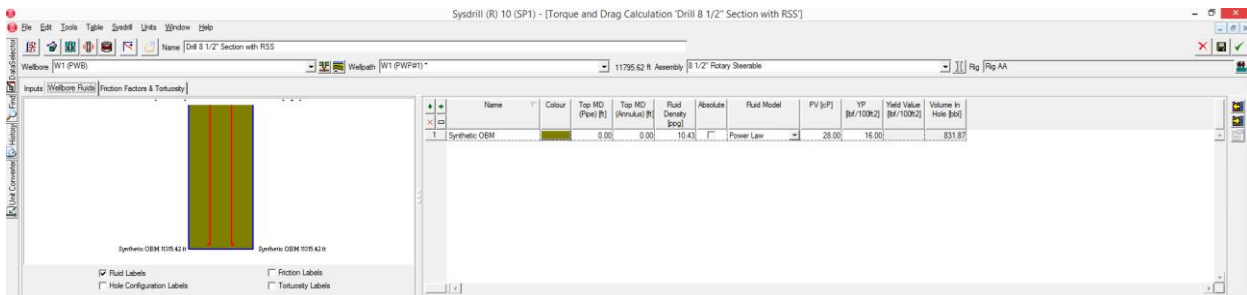 Sysdrill (R) 10 (SP1) - [Torque and Drag Calculation 'Drill 8 1/2" Section with RSS']
File Edit Tools Table Sysdrill Units Window Help
Name Drill 8 1/2" Section with RSS
Wellbore W1 (PWB) Wellpath W1 (PWP#1) * 11795.62 ft Assembly 8 1/2" Rotary Steerable Rig Rig AA
Inputs Wellbore Fluids Friction Factors & Tortuosity
DataSelector
Find
History
Unit Converter
Name Colour Top MD (Pipe) [ft] Top MD (Annulus) [ft] Fluid Density [ppg] Absolute Fluid Model PV [cP] YP [lbf/100ft2] Yield Value [lbf/100ft2] Volume In Hole [bbl]
1 Synthetic OBM 0.00 0.00 10.43 Power Law 28.00 16.00 831.87
Synthetic OBM 11015.42 ft Synthetic OBM 11015.42 ft
Fluid Labels Friction Labels
Hole Configuration Labels Tortuosity Labels